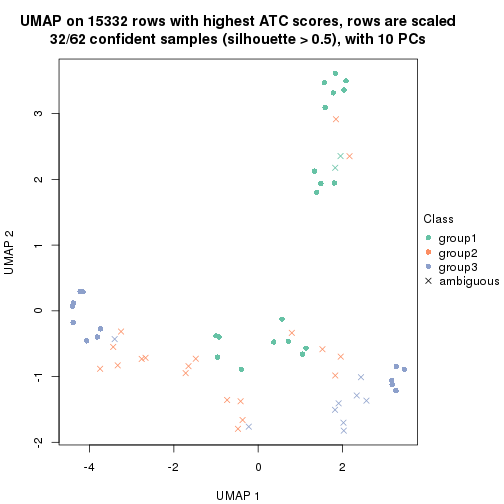 UMAP on 15332 rows with highest ATC scores, rows are scaled
32/62 confident samples (silhouette > 0.5), with 10 PCs
3
2
1
0
-1
-2
UMAP 2
-4
-2
0
2
UMAP 1
Class
group1
group2
group3
ambiguous